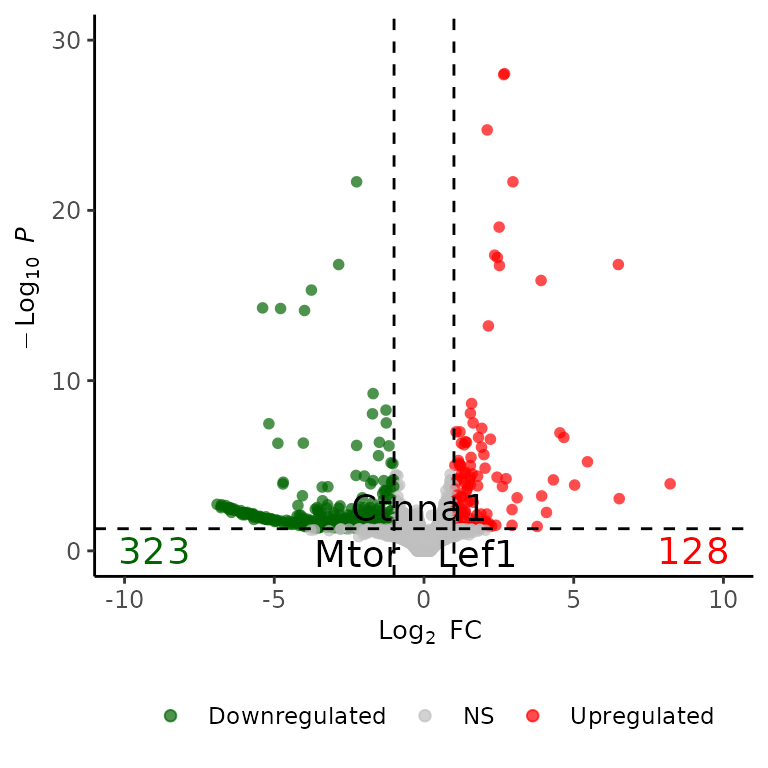 30
20
10
0
− Log10 P
Ctnna1
323
Mtor
Lef1
128
-10 -5 0 5 10
Log2 FC
Downregulated NS Upregulated